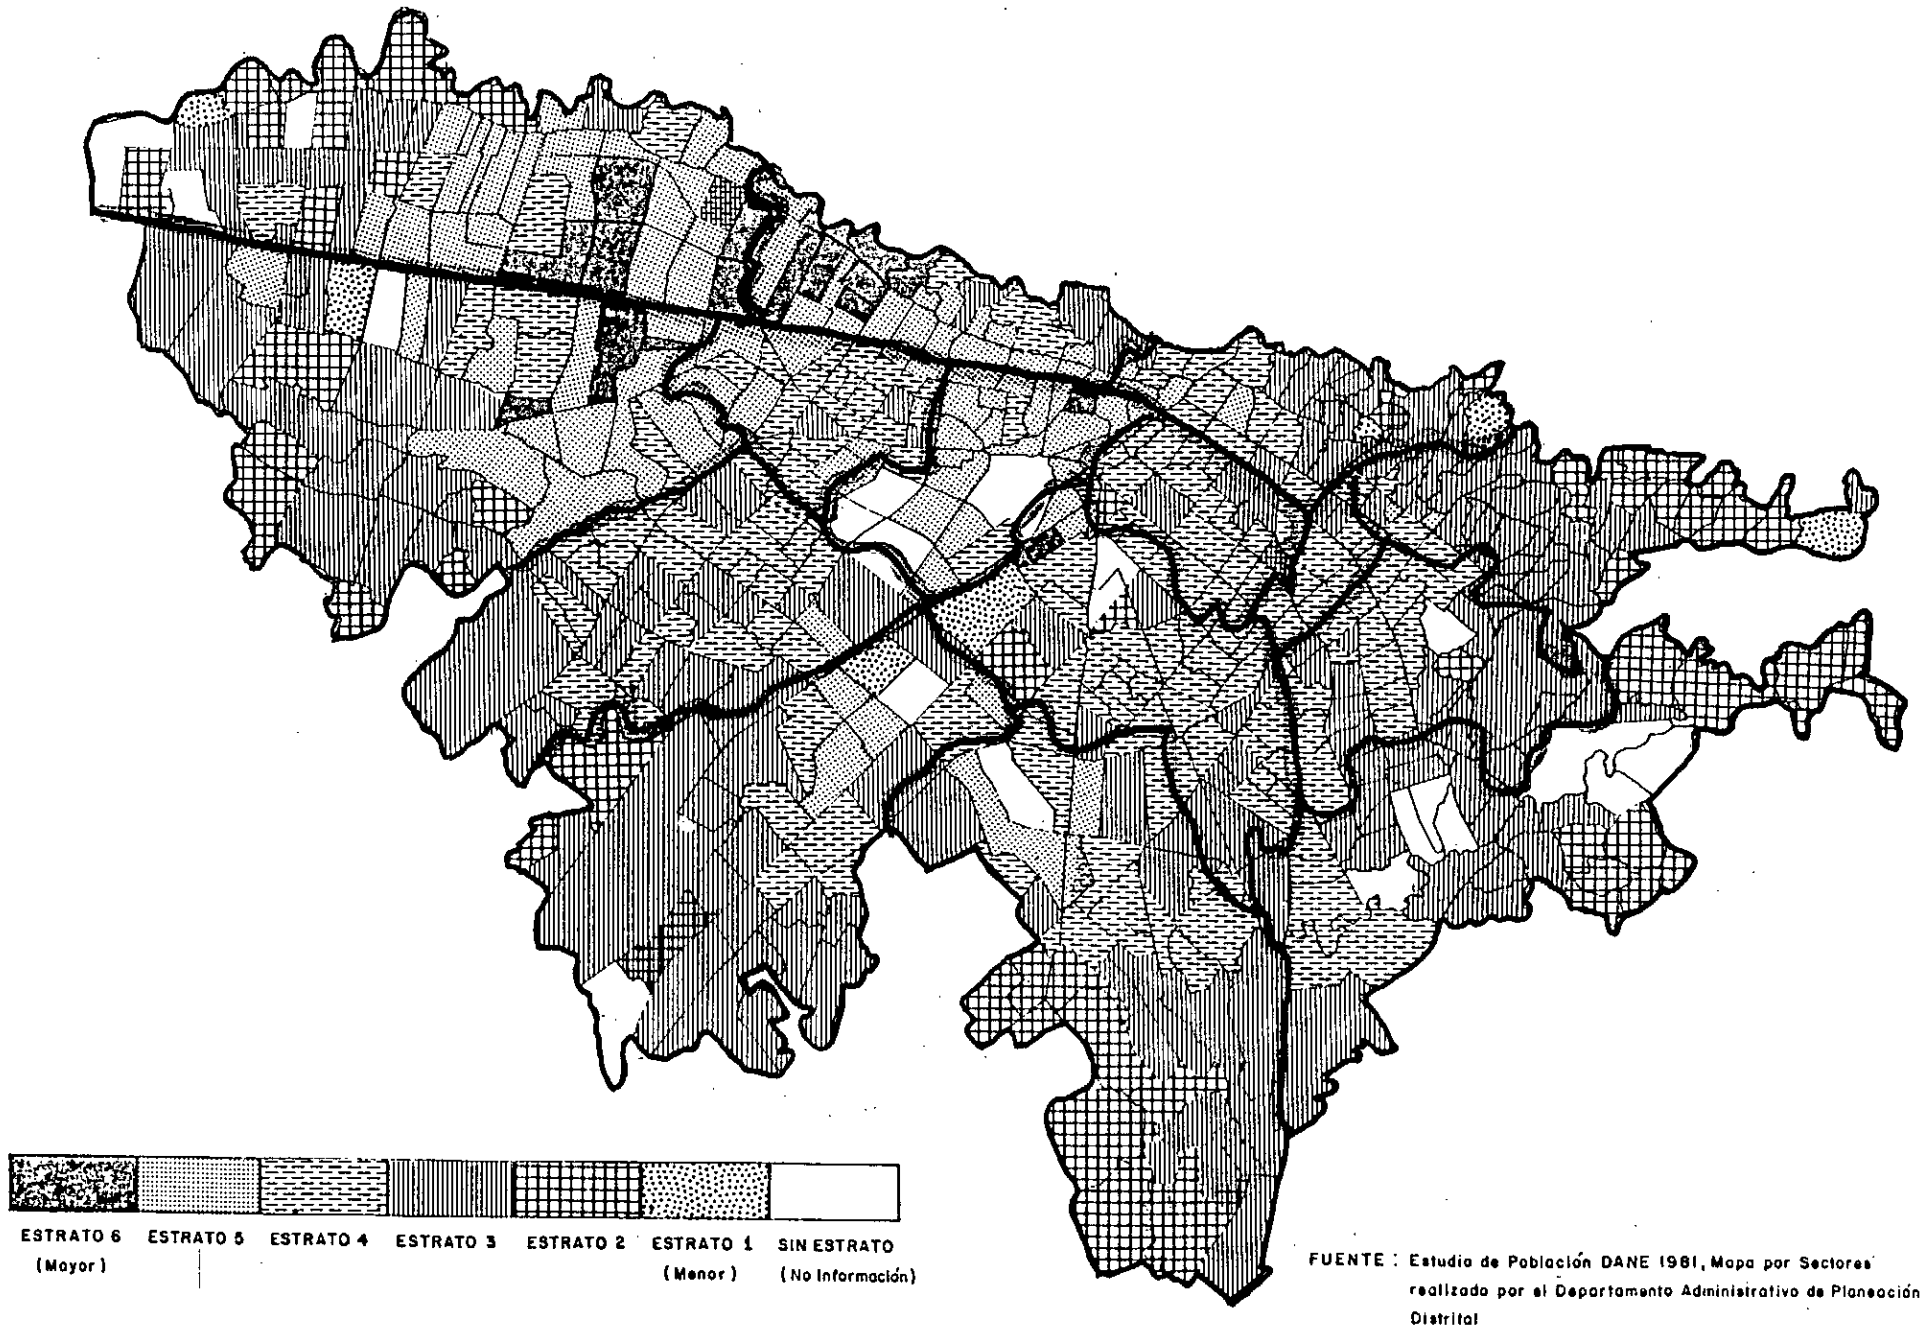 ESTRATO 6 ESTRATO 5 ESTRATO 4 ESTRATO 3 ESTRATO 2 ESTRATO 1 SIN ESTRATO
(Mayor) (Menor) (No Información)
FUENTE : Estudio de Población DANE 1981, Mapa por Sectores
realizado por el Departamento Administrativo de Planeación
Distrital